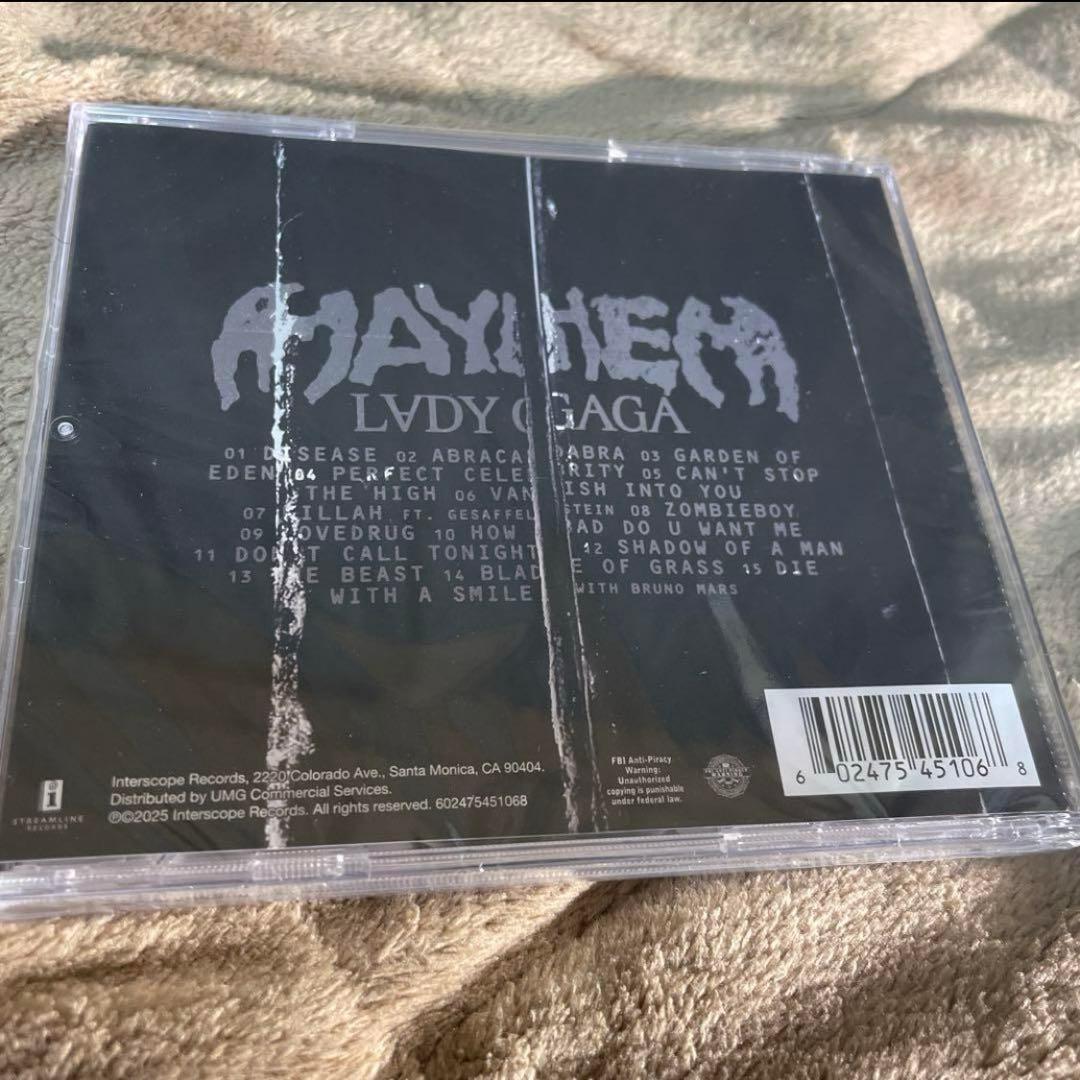 MAYHEM
LADY GAGA
01 DISEASE 02 ABRACADABRA 03 GARDEN OF
EDEN 04 PERFECT CELEBRITY 05 CAN'T STOP
THE HIGH 06 VANISH INTO YOU
07 KILLAH FT. GESAFFELSTEIN 08 ZOMBIEBOY
09 LOVEDRUG 10 HOW BAD DO U WANT ME
11 DON'T CALL TONIGHT 12 SHADOW OF A MAN
13 THE BEAST 14 BLADE OF GRASS 15 DIE
WITH A SMILE WITH BRUNO MARS
i
STREAMLINE
RECORDS
Interscope Records, 2220 Colorado Ave., Santa Monica, CA 90404.
Distributed by UMG Commercial Services.
℗©2025 Interscope Records. All rights reserved. 602475451068
FBI Anti-Piracy
Warning:
Unauthorized
copying is punishable
under federal law.
6 02475 45106 8